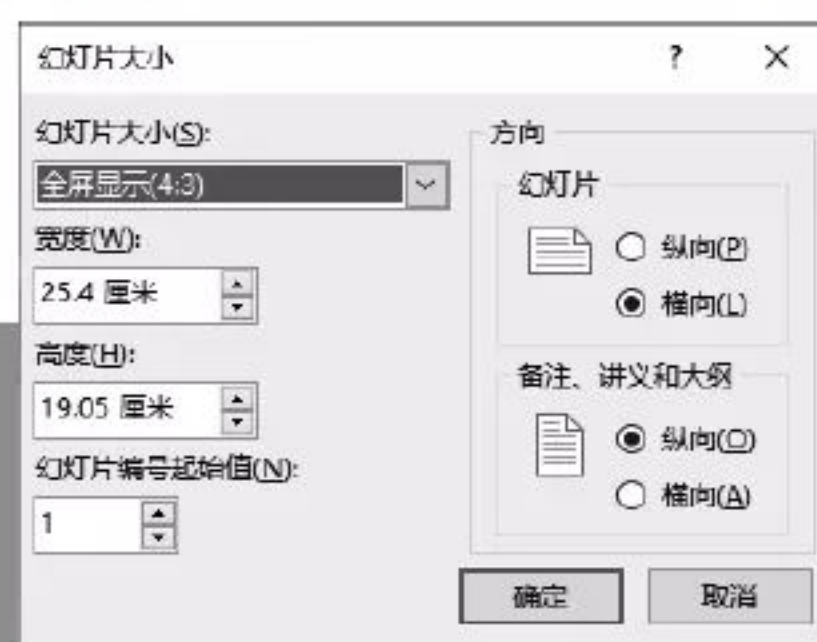 幻灯片大小 ? ×
幻灯片大小(S):
全屏显示(4:3)
宽度(W):
25.4 厘米
高度(H):
19.05 厘米
幻灯片编号起始值(N):
1
方向
幻灯片
纵向(P)
横向(L)
备注、讲义和大纲
纵向(O)
横向(A)
确定
取消